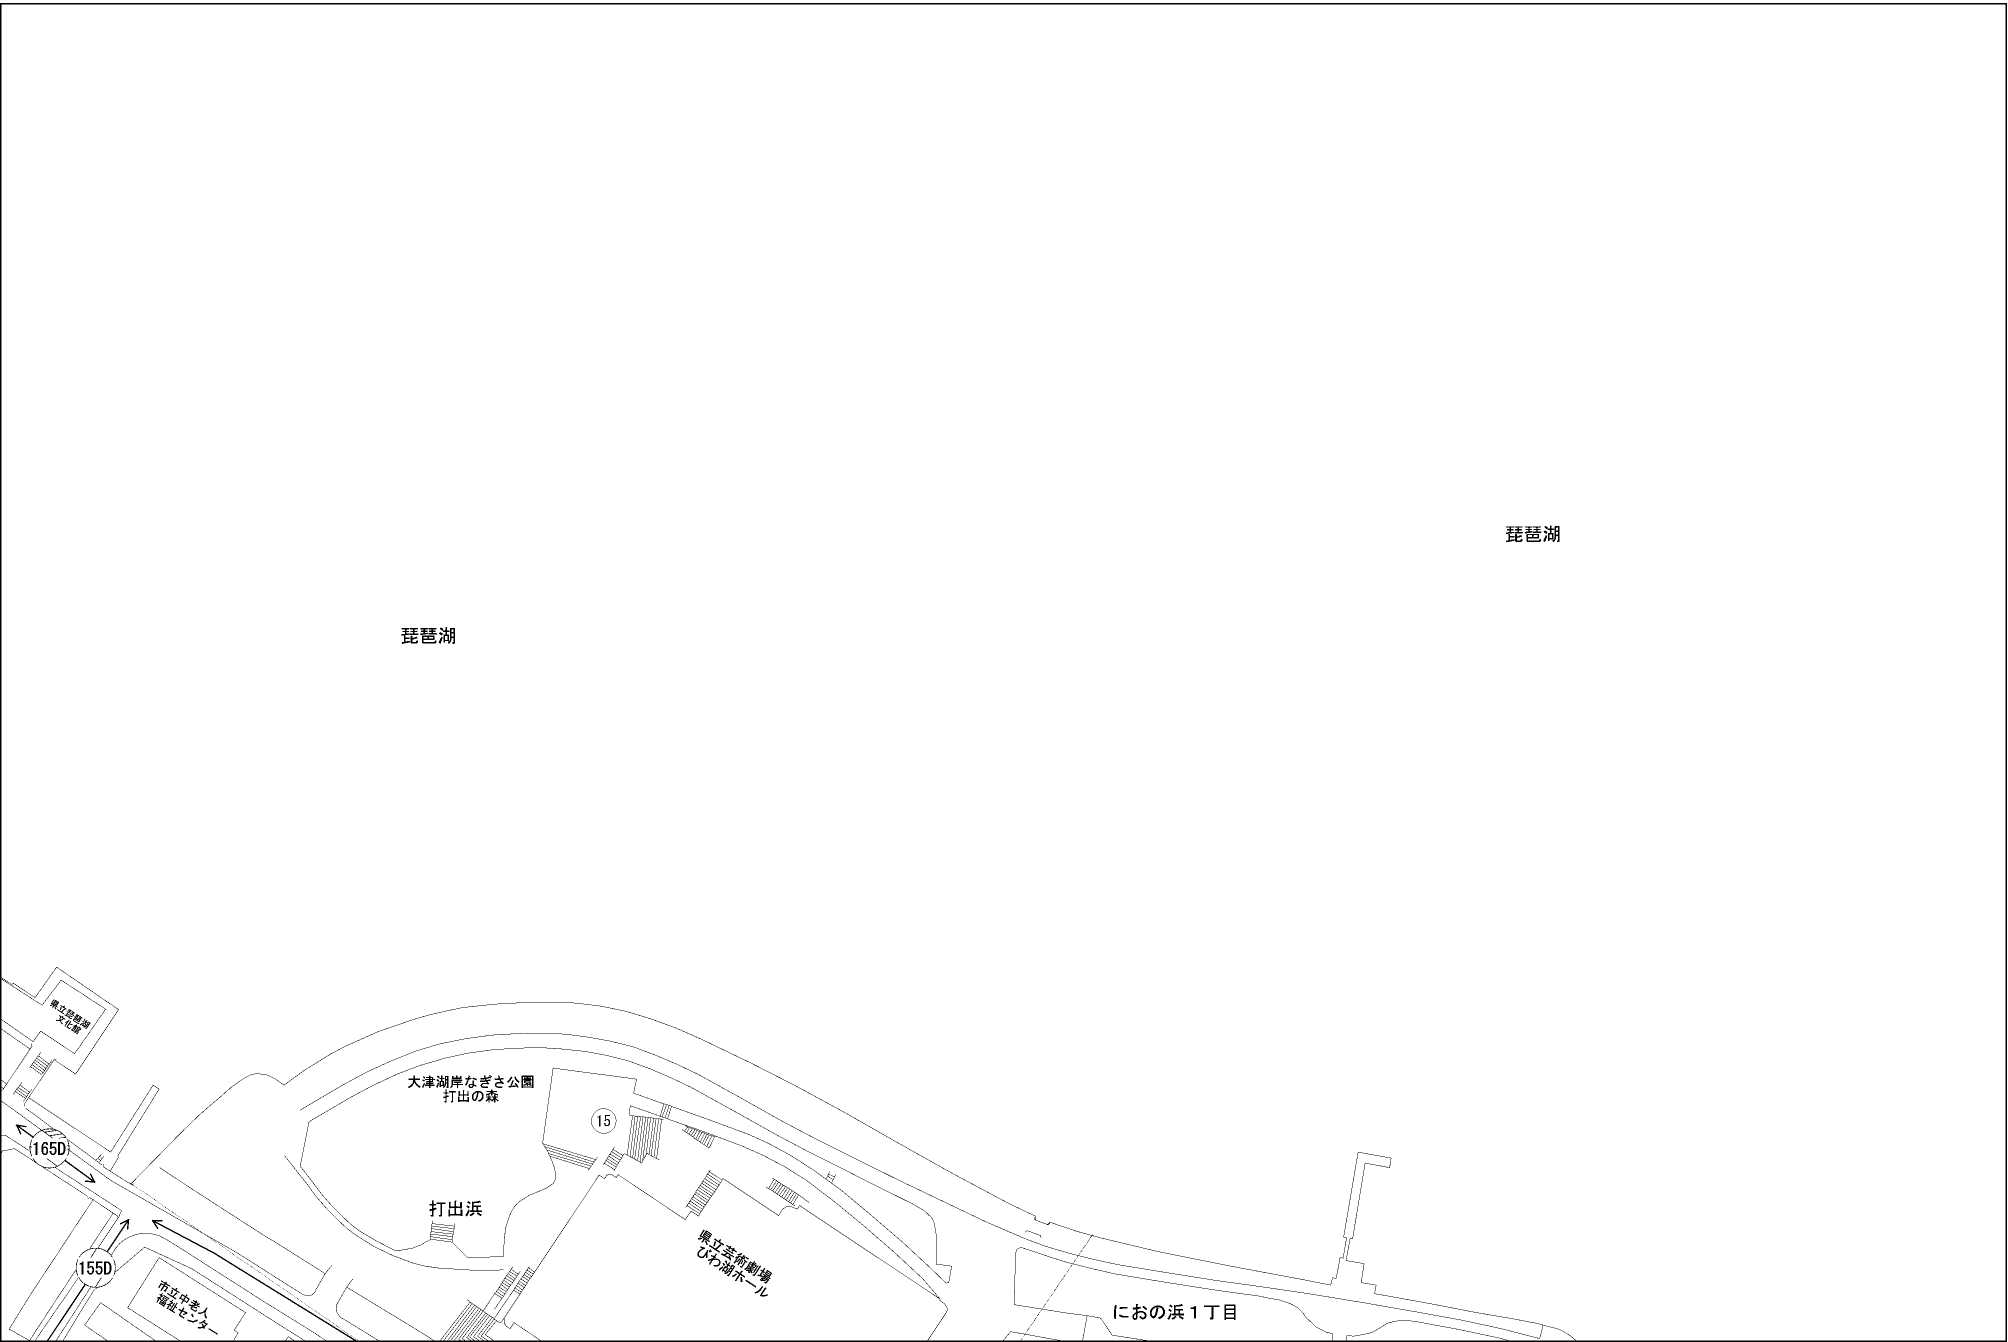 琵琶湖
琵琶湖
県立琵琶湖
文化館
大津湖岸なぎさ公園
打出の森
15
165D
打出浜
県立芸術劇場
びわ湖ホール
155D
市立中老人
福祉センター
におの浜１丁目